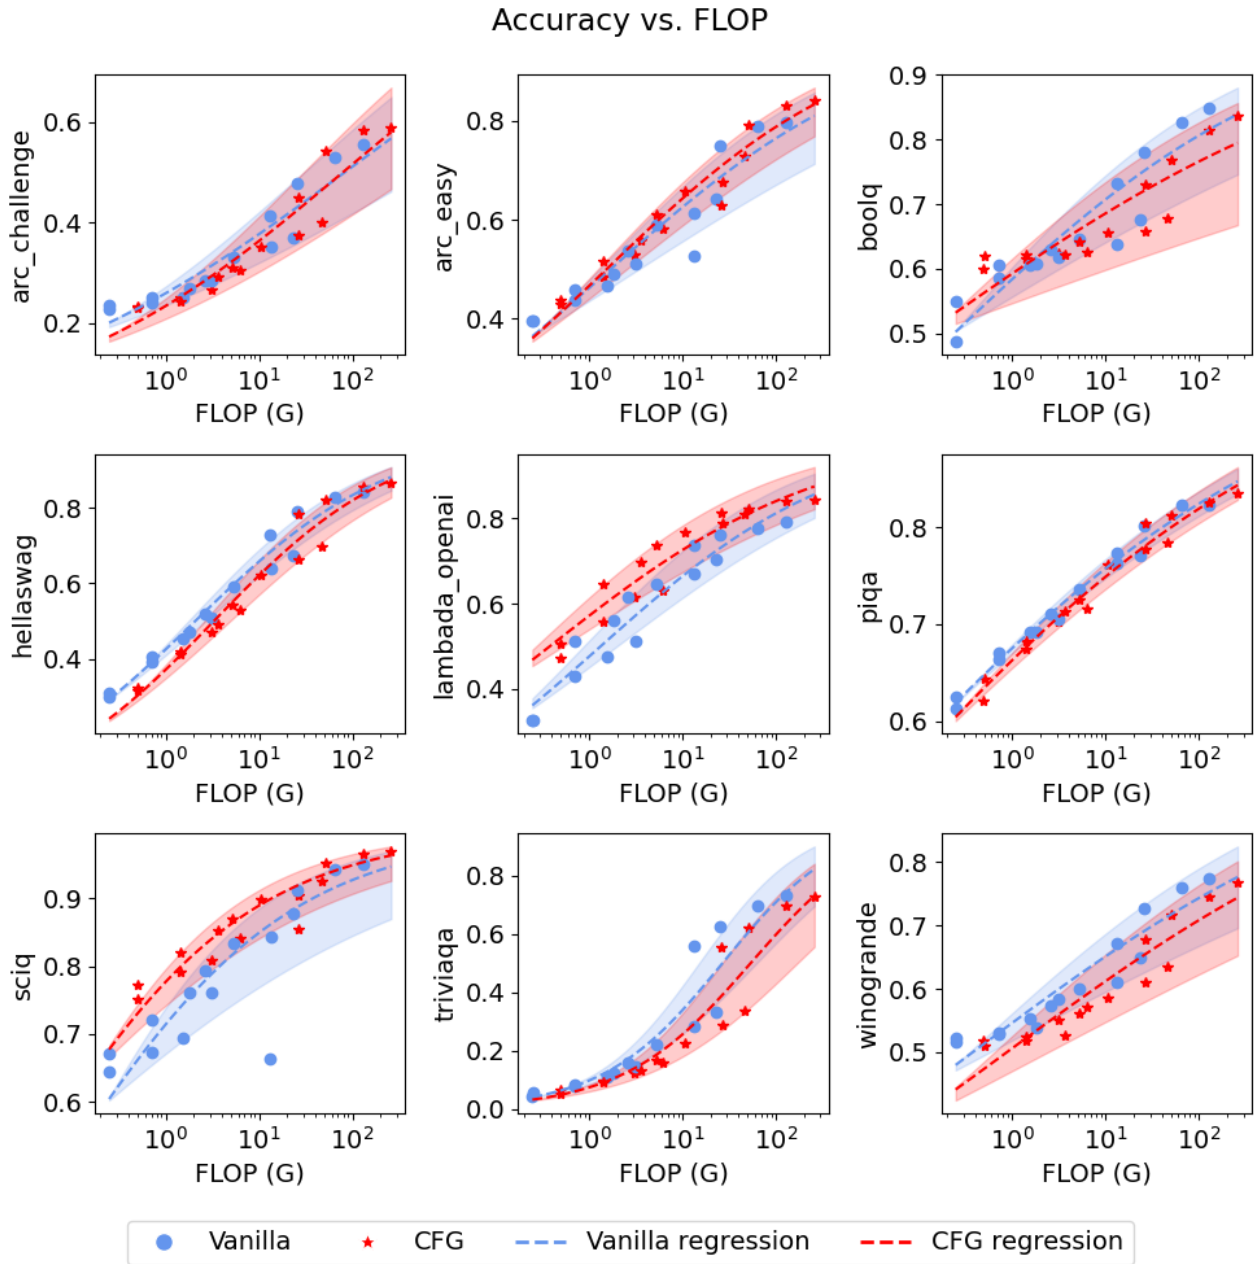 Accuracy vs. FLOP
arc_challenge
0.6
0.4
0.2
10^0 10^1 10^2
FLOP (G)
arc_easy
0.8
0.6
0.4
10^0 10^1 10^2
FLOP (G)
boolq
0.9
0.8
0.7
0.6
0.5
10^0 10^1 10^2
FLOP (G)
hellaswag
0.8
0.6
0.4
10^0 10^1 10^2
FLOP (G)
lambada_openai
0.8
0.6
0.4
10^0 10^1 10^2
FLOP (G)
piqa
0.8
0.7
0.6
10^0 10^1 10^2
FLOP (G)
sciq
0.9
0.8
0.7
0.6
10^0 10^1 10^2
FLOP (G)
triviaqa
0.8
0.6
0.4
0.2
0.0
10^0 10^1 10^2
FLOP (G)
winogrande
0.8
0.7
0.6
0.5
10^0 10^1 10^2
FLOP (G)
Vanilla CFG Vanilla regression CFG regression